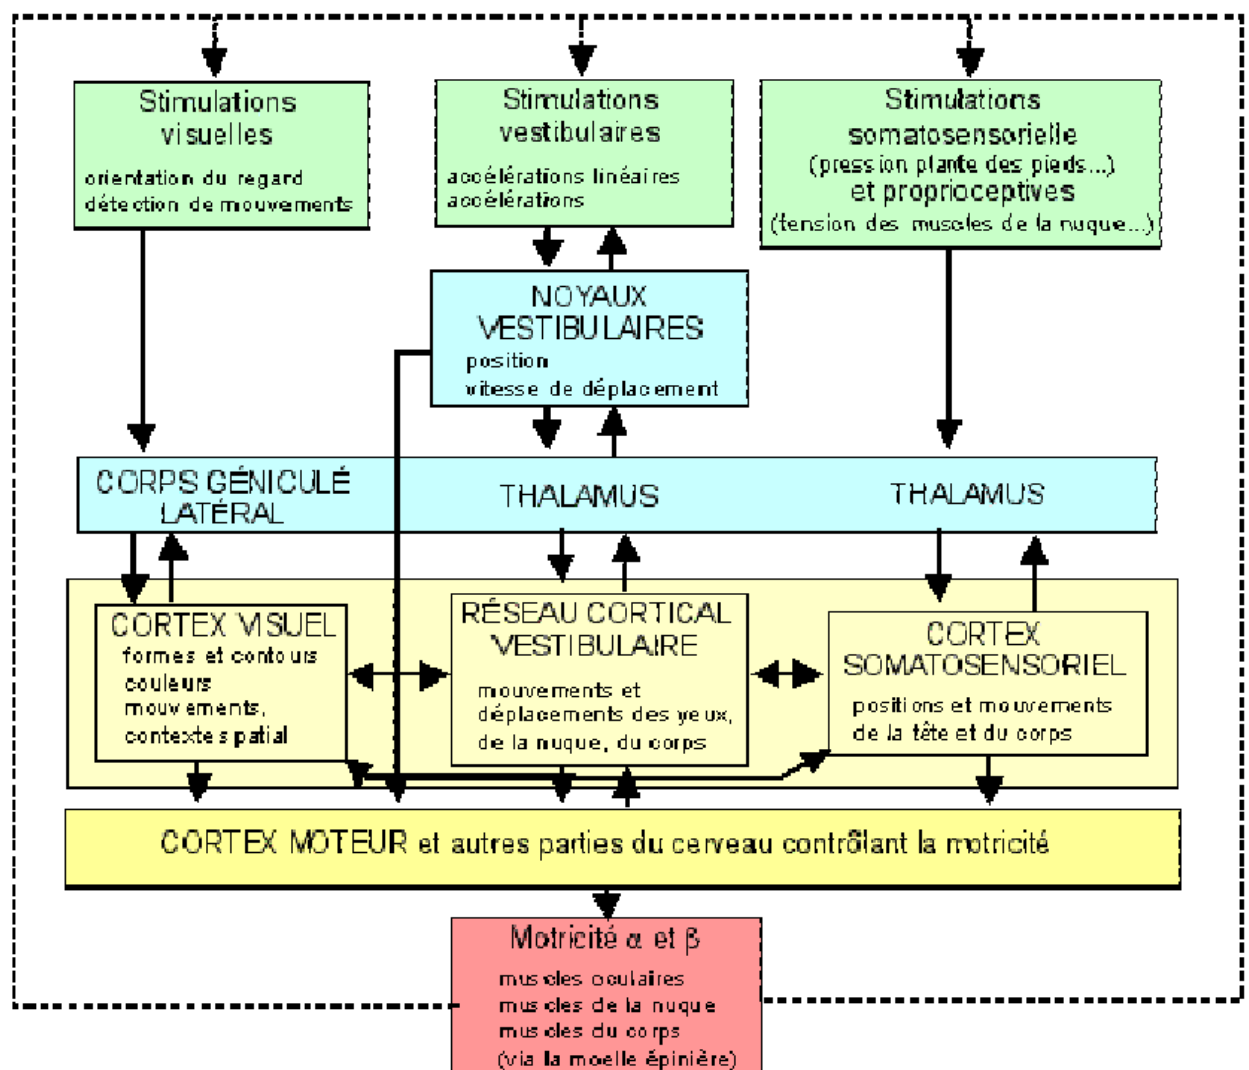 Stimulations
visuelles
orientation du regard
détection de mouvements
Stimulations
vestibulaires
accélérations linéaires
accélérations
Stimulations
somatosensorielle
(pression plante des pieds...)
et proprioceptives
(tension des muscles de la nuque...)
NOYAUX
VESTIBULAIRES
position
vitesse de déplacement
CORPS GÉNICULÉ
LATÉRAL
THALAMUS
THALAMUS
CORTEX VISUEL
formes et contours
couleurs
mouvements,
contexte spatial
RÉSEAU CORTICAL
VESTIBULAIRE
mouvements et
déplacements des yeux,
de la nuque, du corps
CORTEX
SOMATOSENSORIEL
positions et mouvements
de la tête et du corps
CORTEX MOTEUR et autres parties du cerveau contrôlant la motricité
Motricité α et β
muscles oculaires
muscles de la nuque
muscles du corps
(via la moelle épinière)